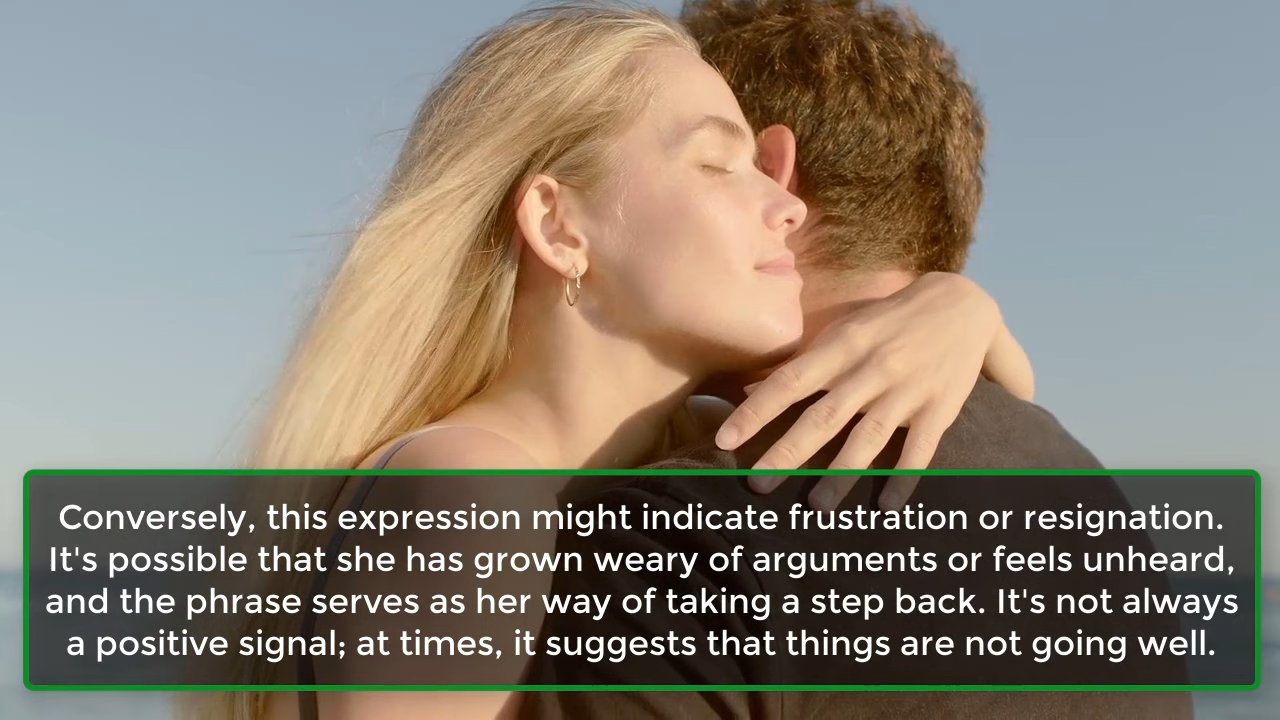 Conversely, this expression might indicate frustration or resignation.
It's possible that she has grown weary of arguments or feels unheard,
and the phrase serves as her way of taking a step back. It's not always
a positive signal; at times, it suggests that things are not going well.